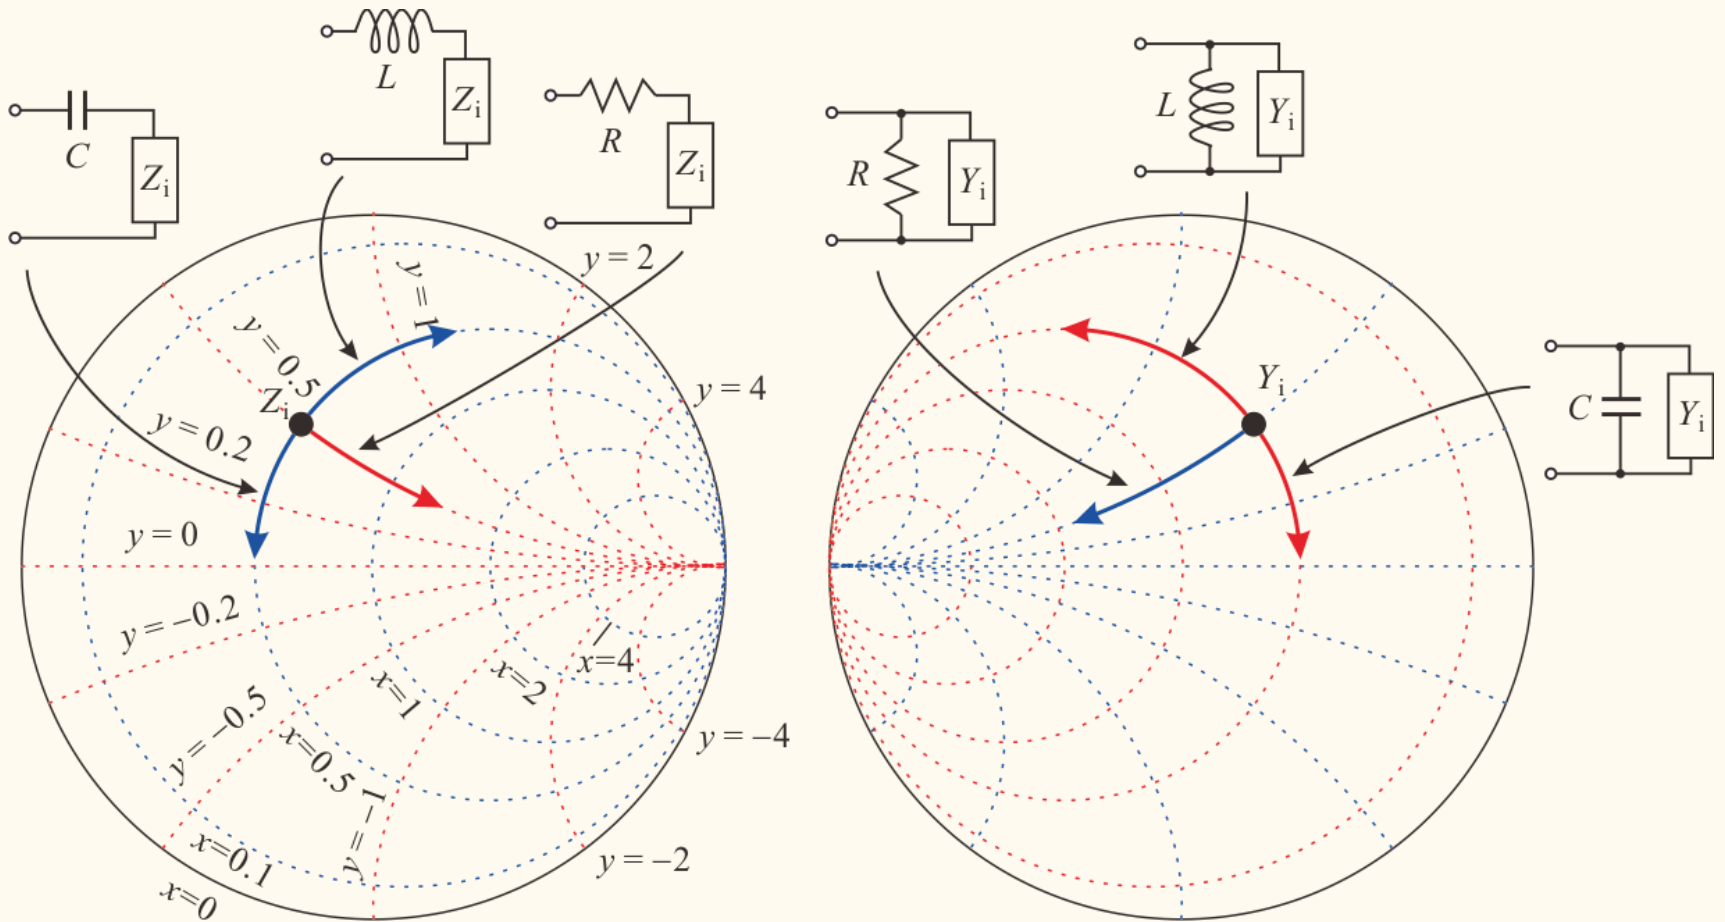 L
Zi
C
Zi
R
Zi
L
Yi
R
Yi
C
Yi
y = 2
y = 1
y = 0.5
Zi
y = 4
y = 0.2
y = 0
y = −0.2
x=4
x=2
x=1
y = −0.5
x=0.5
y = −4
y = −1
x=0.1
x=0
y = −2
Yi